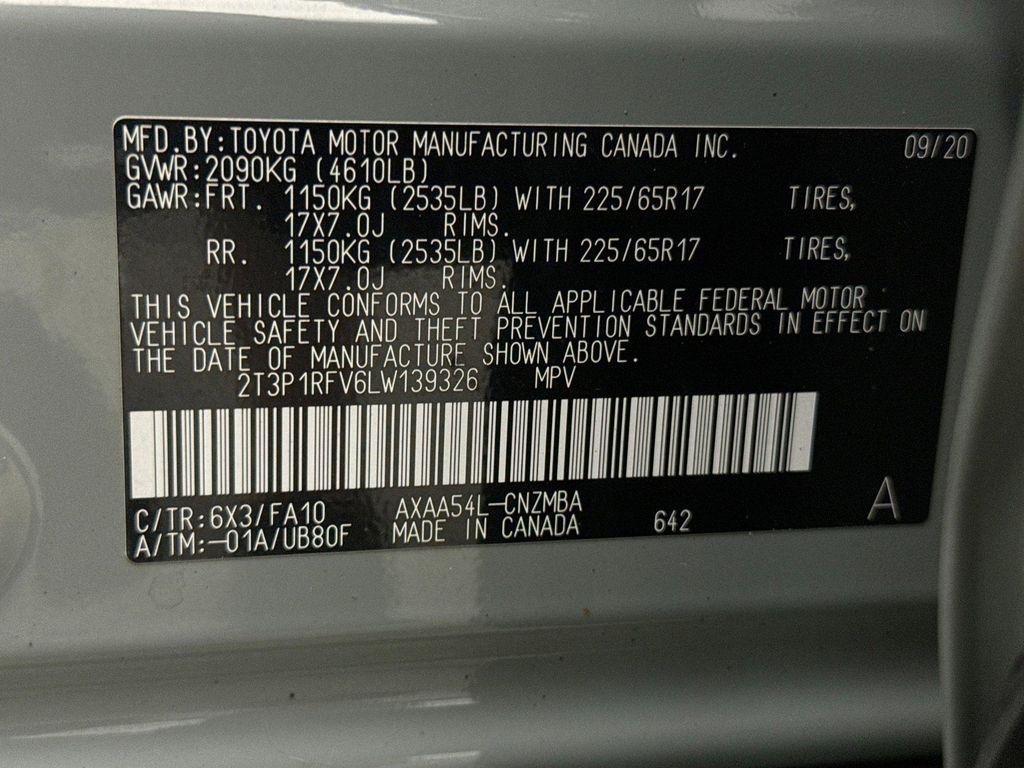 MFD.BY:TOYOTA MOTOR MANUFACTURING CANADA INC. 09/20
GVWR:2090KG (4610LB)
GAWR:FRT. 1150KG (2535LB) WITH 225/65R17 TIRES,
17X7.0J RIMS.
RR. 1150KG (2535LB) WITH 225/65R17 TIRES,
17X7.0J RIMS.
THIS VEHICLE CONFORMS TO ALL APPLICABLE FEDERAL MOTOR
VEHICLE SAFETY AND THEFT PREVENTION STANDARDS IN EFFECT ON
THE DATE OF MANUFACTURE SHOWN ABOVE.
2T3P1RFV6LW139326 MPV
C/TR:6X3/FA10 AXAA54L-CNZMBA
A/TM:-01A/UB80F MADE IN CANADA 642 A